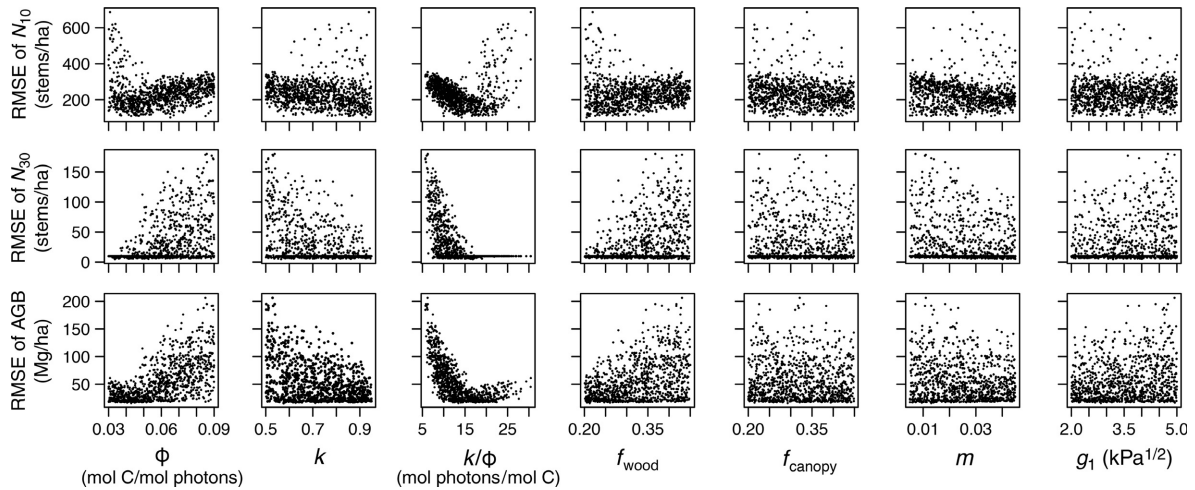 RMSE of N10
(stems/ha)
600
400
200
RMSE of N30
(stems/ha)
150
100
50
0
RMSE of AGB
(Mg/ha)
200
150
100
50
0.03 0.06 0.09
0.5 0.7 0.9
5 15 25
0.20 0.35
0.20 0.35
0.01 0.03
2.0 3.5 5.0
Φ
(mol C/mol photons)
k
k/Φ
(mol photons/mol C)
fwood
fcanopy
m
g1 (kPa1/2)